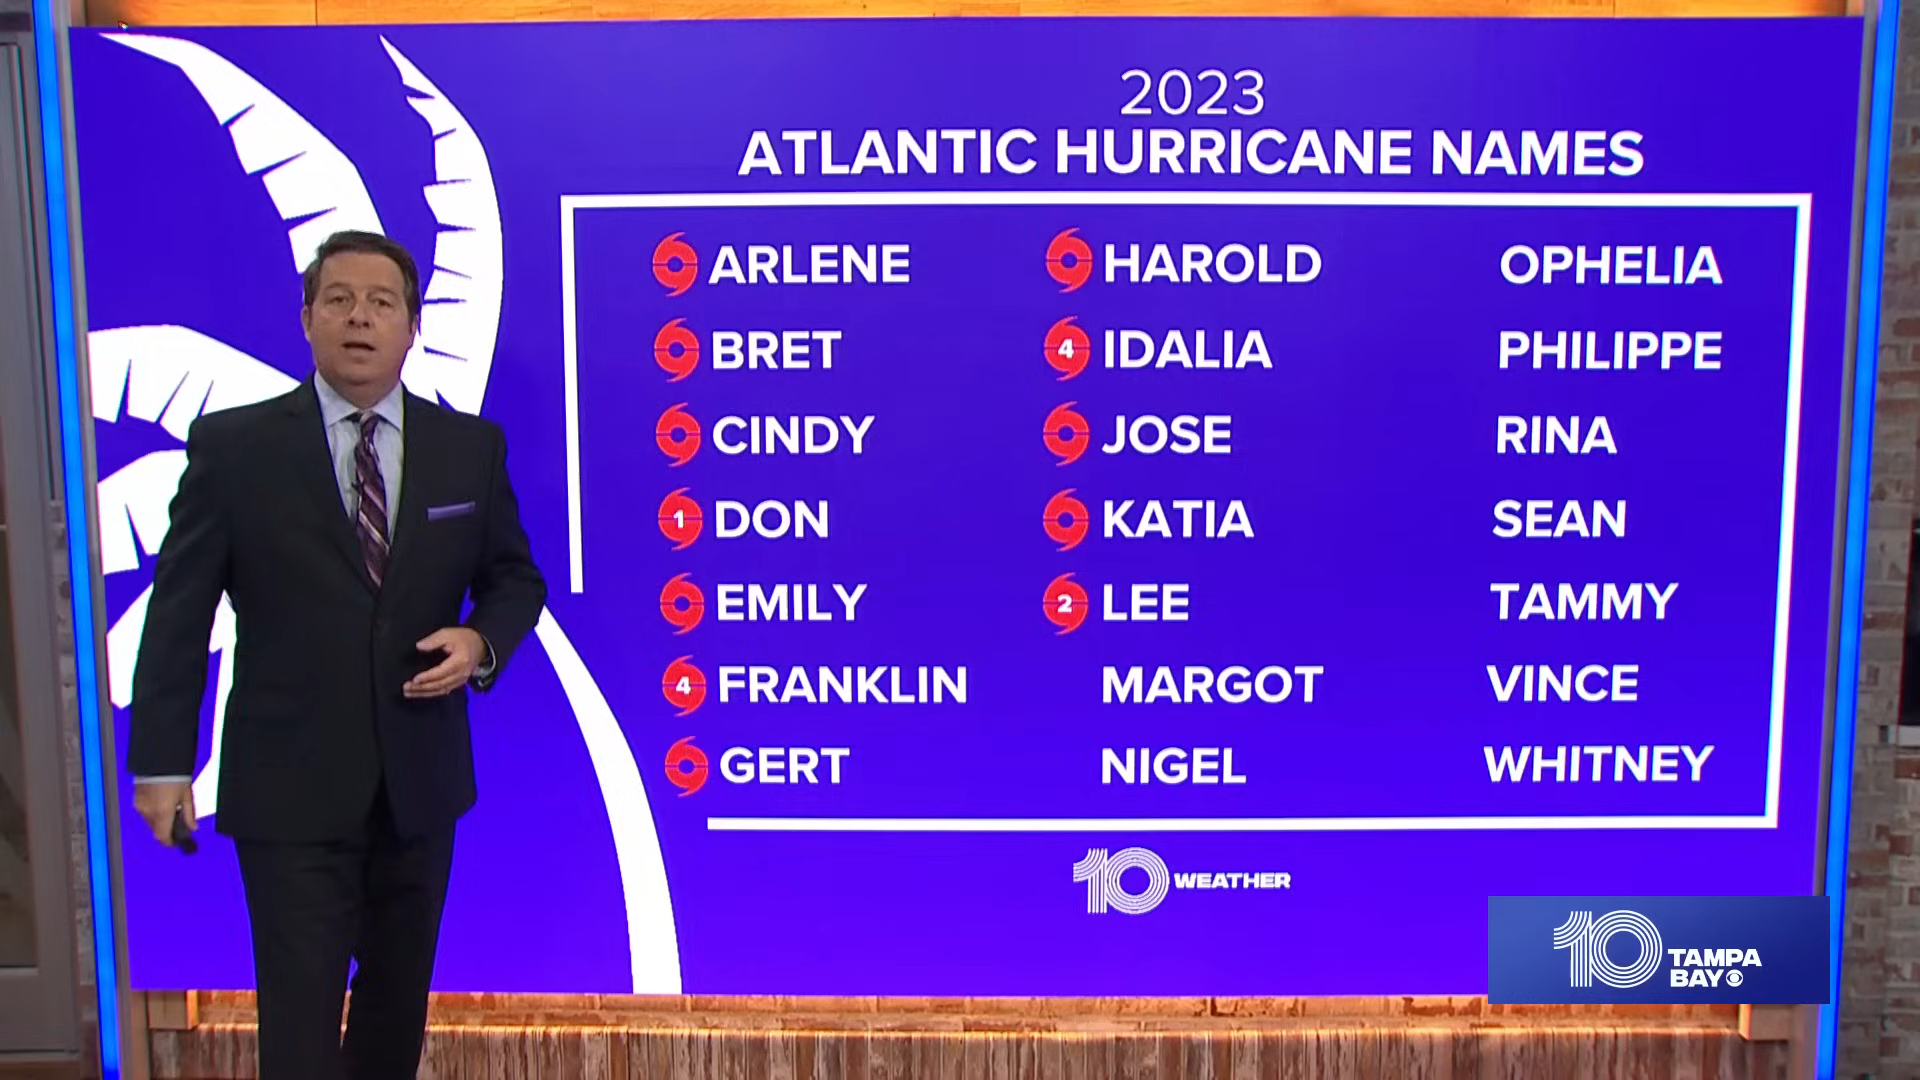 2023
ATLANTIC HURRICANE NAMES
ARLENE
BRET
CINDY
1 DON
EMILY
4 FRANKLIN
GERT
HAROLD
4 IDALIA
JOSE
KATIA
2 LEE
MARGOT
NIGEL
OPHELIA
PHILIPPE
RINA
SEAN
TAMMY
VINCE
WHITNEY
10 WEATHER
10 TAMPA
BAY